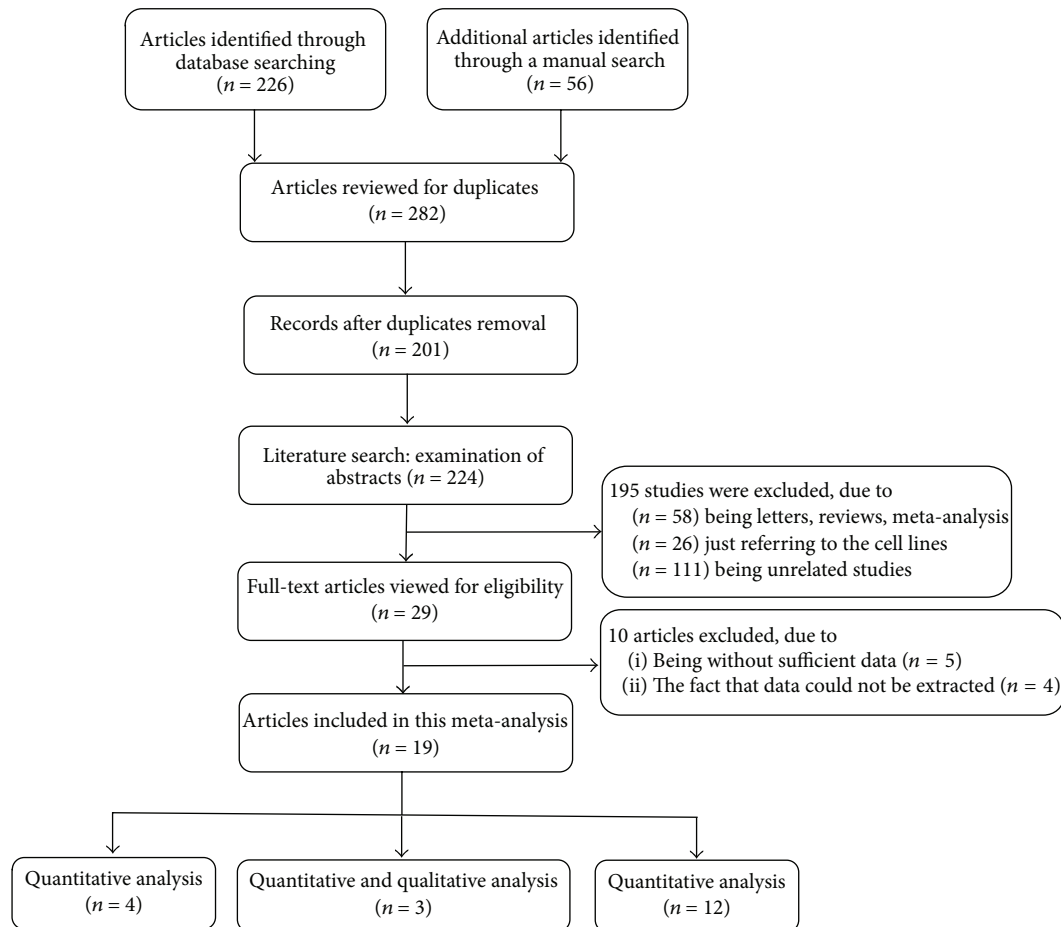 Articles identified through
database searching
(n = 226)
Additional articles identified
through a manual search
(n = 56)
Articles reviewed for duplicates
(n = 282)
Records after duplicates removal
(n = 201)
Literature search: examination of
abstracts (n = 224)
195 studies were excluded, due to
(n = 58) being letters, reviews, meta-analysis
(n = 26) just referring to the cell lines
(n = 111) being unrelated studies
Full-text articles viewed for eligibility
(n = 29)
10 articles excluded, due to
(i) Being without sufficient data (n = 5)
(ii) The fact that data could not be extracted (n = 4)
Articles included in this meta-analysis
(n = 19)
Quantitative analysis
(n = 4)
Quantitative and qualitative analysis
(n = 3)
Quantitative analysis
(n = 12)